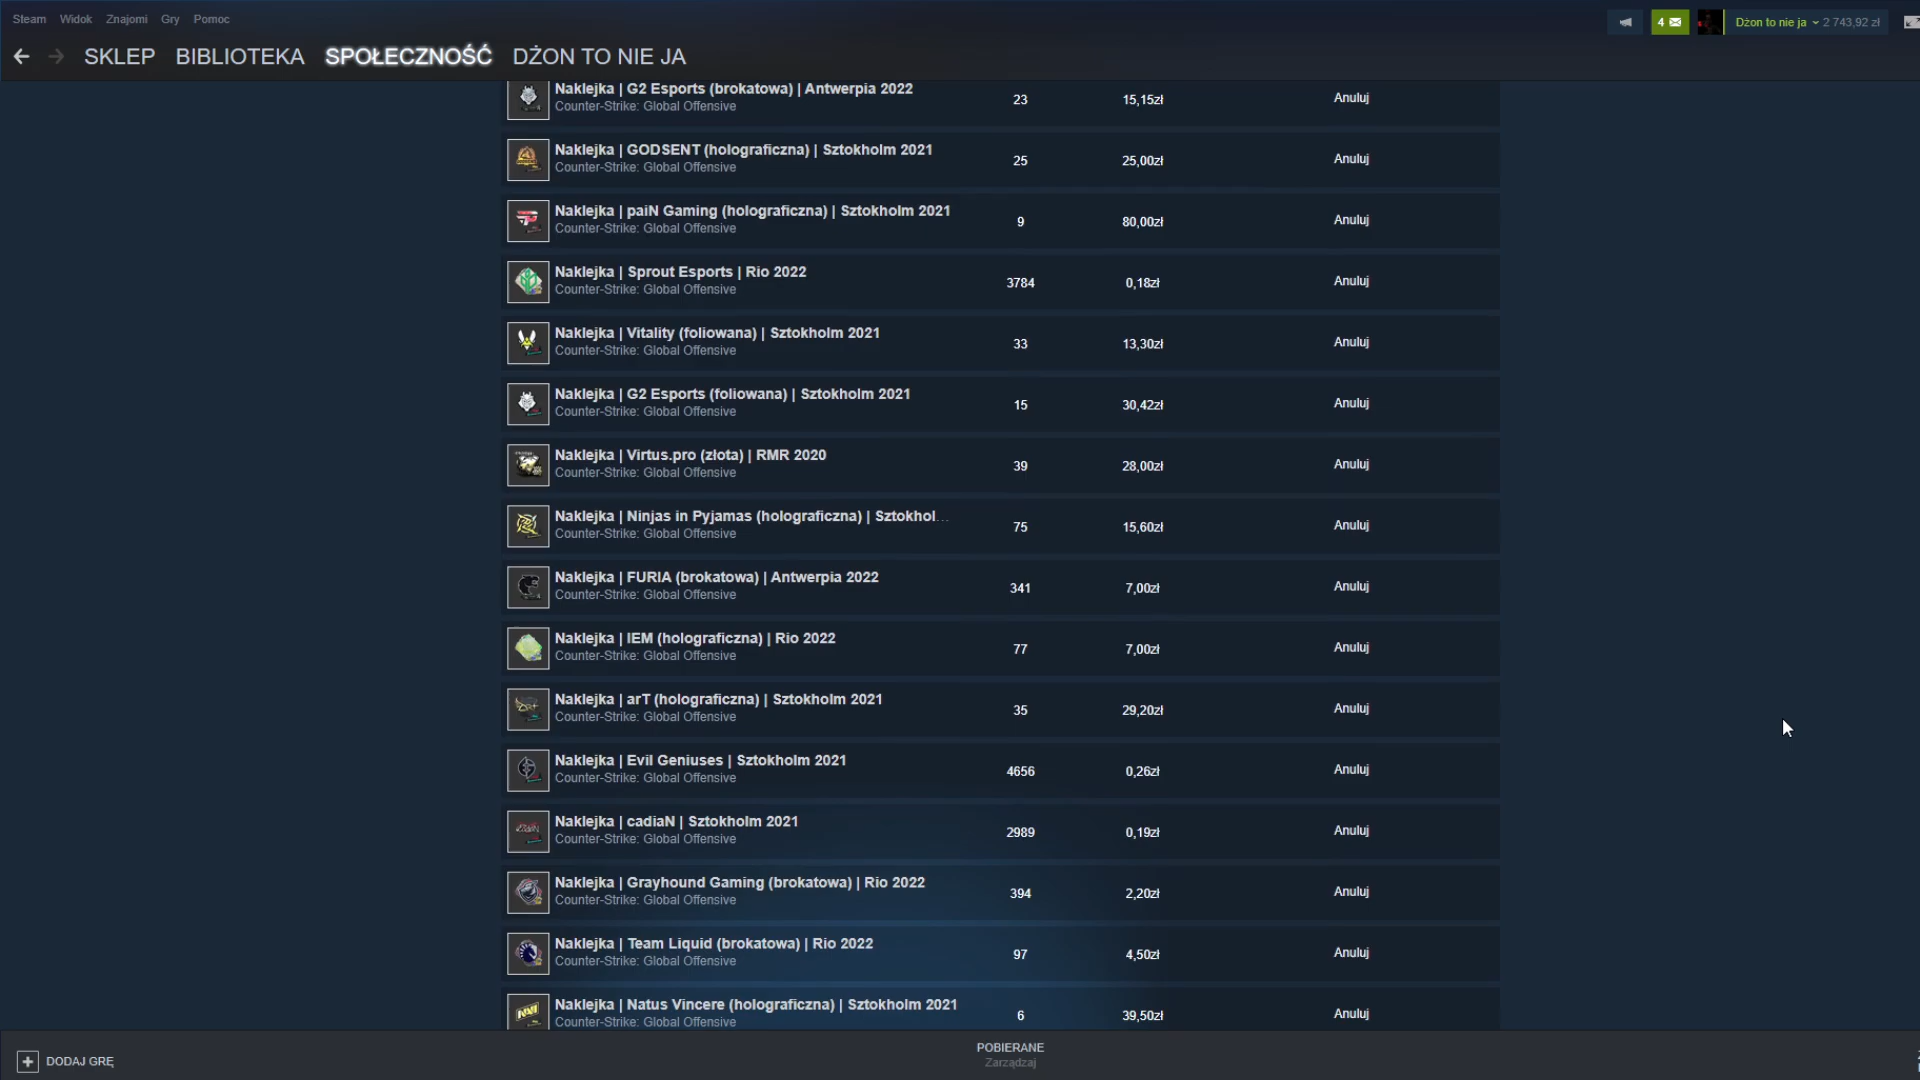 Steam Widok Znajomi Gry Pomoc
4 Dżon to nie ja 2 743,92 zł
SKLEP BIBLIOTEKA SPOŁECZNOŚĆ DŻON TO NIE JA
Naklejka | G2 Esports (brokatowa) | Antwerpia 2022
Counter-Strike: Global Offensive
23 15,15zł Anuluj
Naklejka | GODSENT (holograficzna) | Sztokholm 2021
Counter-Strike: Global Offensive
25 25,00zł Anuluj
Naklejka | paiN Gaming (holograficzna) | Sztokholm 2021
Counter-Strike: Global Offensive
9 80,00zł Anuluj
Naklejka | Sprout Esports | Rio 2022
Counter-Strike: Global Offensive
3784 0,18zł Anuluj
Naklejka | Vitality (foliowana) | Sztokholm 2021
Counter-Strike: Global Offensive
33 13,30zł Anuluj
Naklejka | G2 Esports (foliowana) | Sztokholm 2021
Counter-Strike: Global Offensive
15 30,42zł Anuluj
Naklejka | Virtus.pro (złota) | RMR 2020
Counter-Strike: Global Offensive
39 28,00zł Anuluj
Naklejka | Ninjas in Pyjamas (holograficzna) | Sztokhol...
Counter-Strike: Global Offensive
75 15,60zł Anuluj
Naklejka | FURIA (brokatowa) | Antwerpia 2022
Counter-Strike: Global Offensive
341 7,00zł Anuluj
Naklejka | IEM (holograficzna) | Rio 2022
Counter-Strike: Global Offensive
77 7,00zł Anuluj
Naklejka | arT (holograficzna) | Sztokholm 2021
Counter-Strike: Global Offensive
35 29,20zł Anuluj
Naklejka | Evil Geniuses | Sztokholm 2021
Counter-Strike: Global Offensive
4656 0,26zł Anuluj
Naklejka | cadiaN | Sztokholm 2021
Counter-Strike: Global Offensive
2989 0,19zł Anuluj
Naklejka | Grayhound Gaming (brokatowa) | Rio 2022
Counter-Strike: Global Offensive
394 2,20zł Anuluj
Naklejka | Team Liquid (brokatowa) | Rio 2022
Counter-Strike: Global Offensive
97 4,50zł Anuluj
Naklejka | Natus Vincere (holograficzna) | Sztokholm 2021
Counter-Strike: Global Offensive
6 39,50zł Anuluj
DODAJ GRĘ
POBIERANE
Zarządzaj